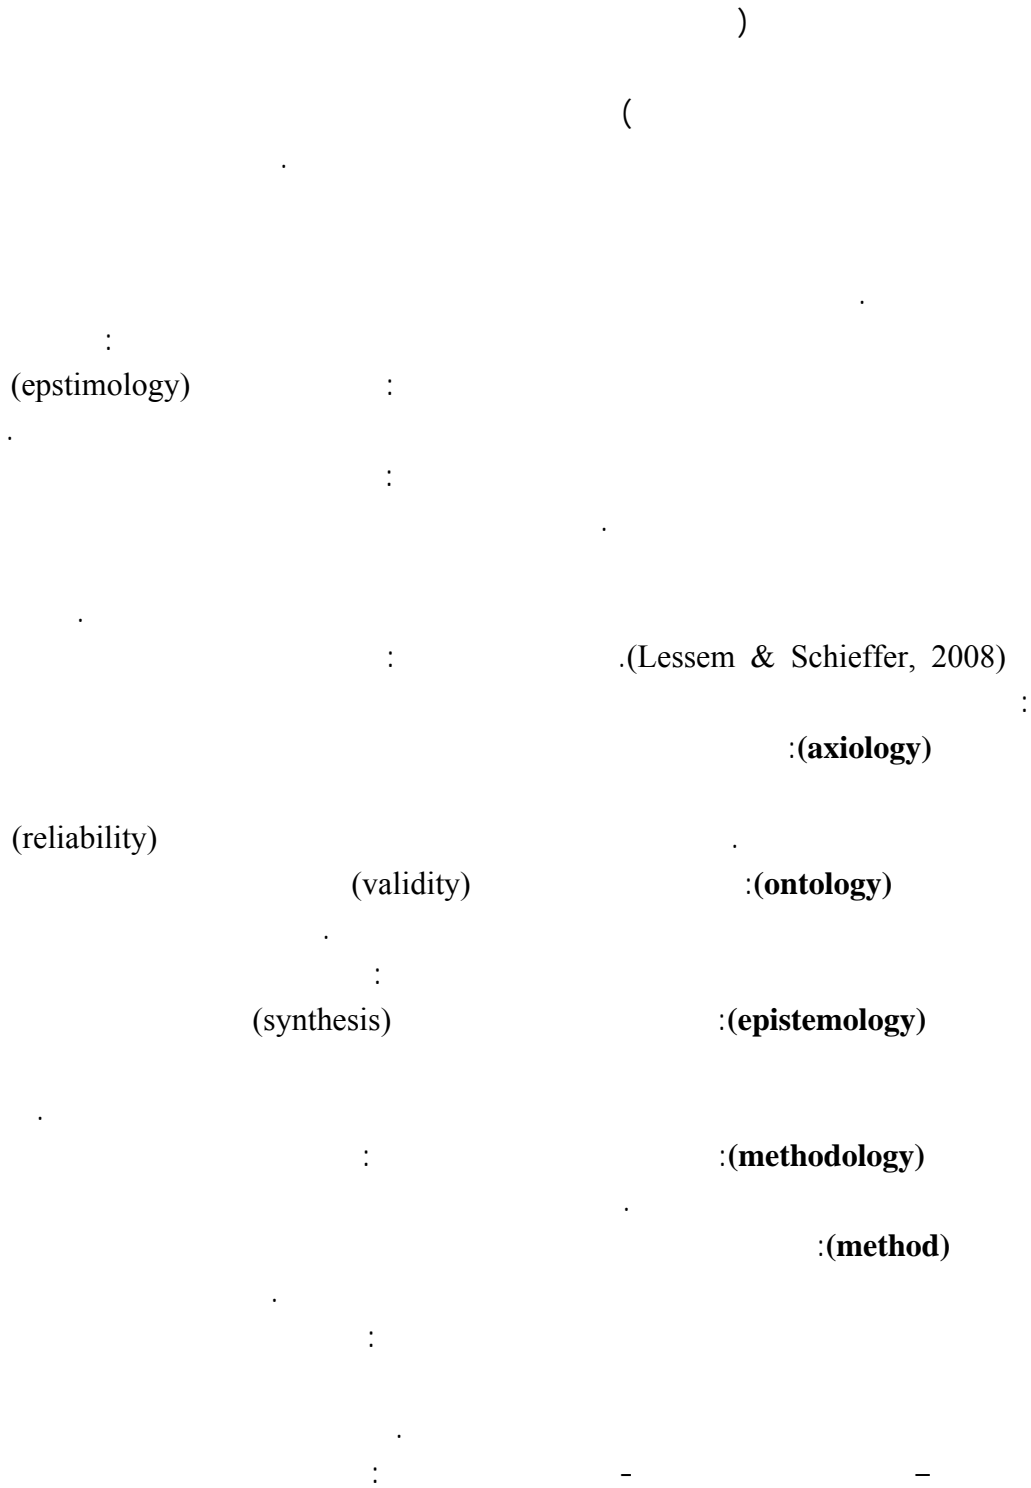 )
(
.
.
:
: (epstimology)
.
:
.
.
(Lessem & Schieffer, 2008). :
:
(axiology):
. (reliability)
(ontology): (validity)
.
:
(epistemology): (synthesis)
.
(methodology): :
.
(method):
.
:
.
– - :